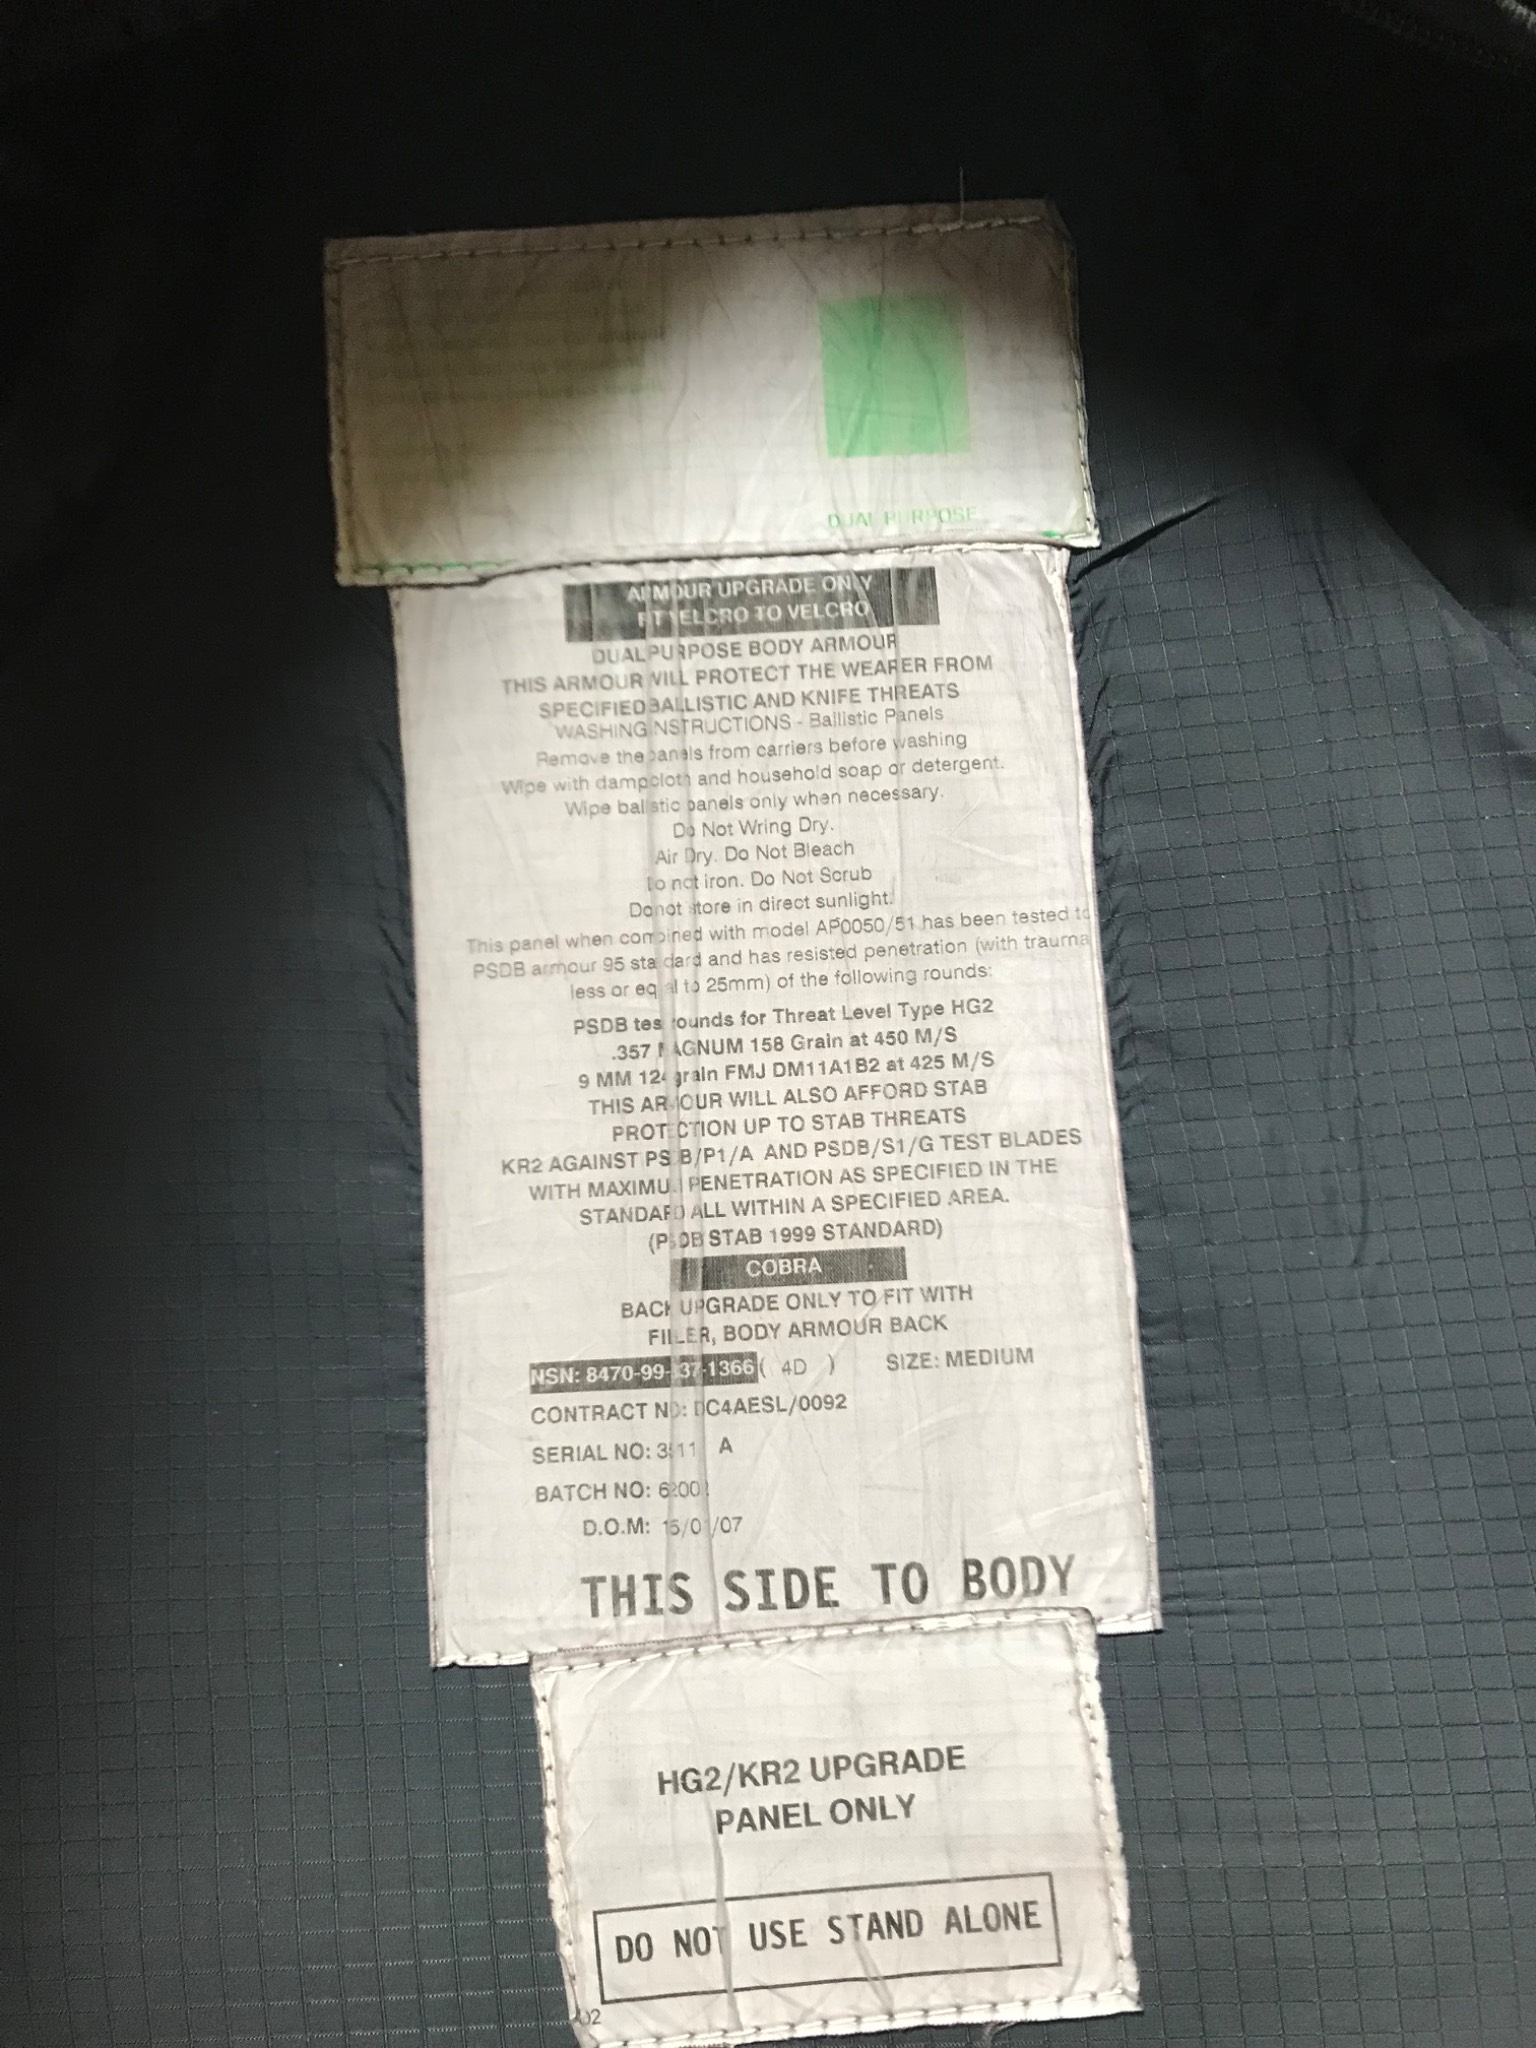 DUAL PURPOSE
ARMOUR UPGRADE ONLY
FIT VELCRO TO VELCRO
DUAL PURPOSE BODY ARMOUR
THIS ARMOUR WILL PROTECT THE WEARER FROM
SPECIFIED BALLISTIC AND KNIFE THREATS
WASHING INSTRUCTIONS - Ballistic Panels
Remove the panels from carriers before washing
Wipe with damp cloth and household soap or detergent.
Wipe ballistic panels only when necessary.
Do Not Wring Dry.
Air Dry. Do Not Bleach
Do not iron. Do Not Scrub
Do not store in direct sunlight.
This panel when combined with model AP0050/51 has been tested to
PSDB armour 95 standard and has resisted penetration (with trauma
less or equal to 25mm) of the following rounds:
PSDB test rounds for Threat Level Type HG2
.357 MAGNUM 158 Grain at 450 M/S
9 MM 124 grain FMJ DM11A1B2 at 425 M/S
THIS ARMOUR WILL ALSO AFFORD STAB
PROTECTION UP TO STAB THREATS
KR2 AGAINST PSDB/P1/A AND PSDB/S1/G TEST BLADES
WITH MAXIMUM PENETRATION AS SPECIFIED IN THE
STANDARD ALL WITHIN A SPECIFIED AREA.
(PSDB STAB 1999 STANDARD)
COBRA
BACK UPGRADE ONLY TO FIT WITH
FILLER, BODY ARMOUR BACK
NSN: ( 4D ) SIZE: MEDIUM
CONTRACT NO: DC4AESL/0092
SERIAL NO: A
BATCH NO:
D.O.M:
THIS SIDE TO BODY
HG2/KR2 UPGRADE
PANEL ONLY
DO NOT USE STAND ALONE